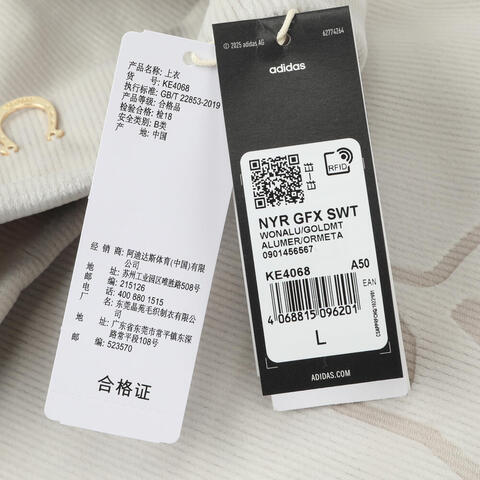 产品名称: 上衣
货 号: KE4068
执行标准: GB/T 22853-2019
产品等级: 合格品
检验合格: 检18
安全类别: B类
产 地: 中国
经 销 商: 阿迪达斯体育(中国)有限
公司
地 址: 苏州工业园区唯胜路508号
邮 编: 215126
电 话: 400 880 1515
厂 名: 东莞晶苑毛织制衣有限公司
地 址: 广东省东莞市常平镇东深
路常平段108号
邮 编: 523570
合格证
© 2025 adidas AG
62774264
adidas
RFID
NYR GFX SWT
WONALU/GOLDMT
ALUMER/ORMETA
0901456567
KE4068
A50
EAN
4 068815 096201
L
ADIDAS.COM